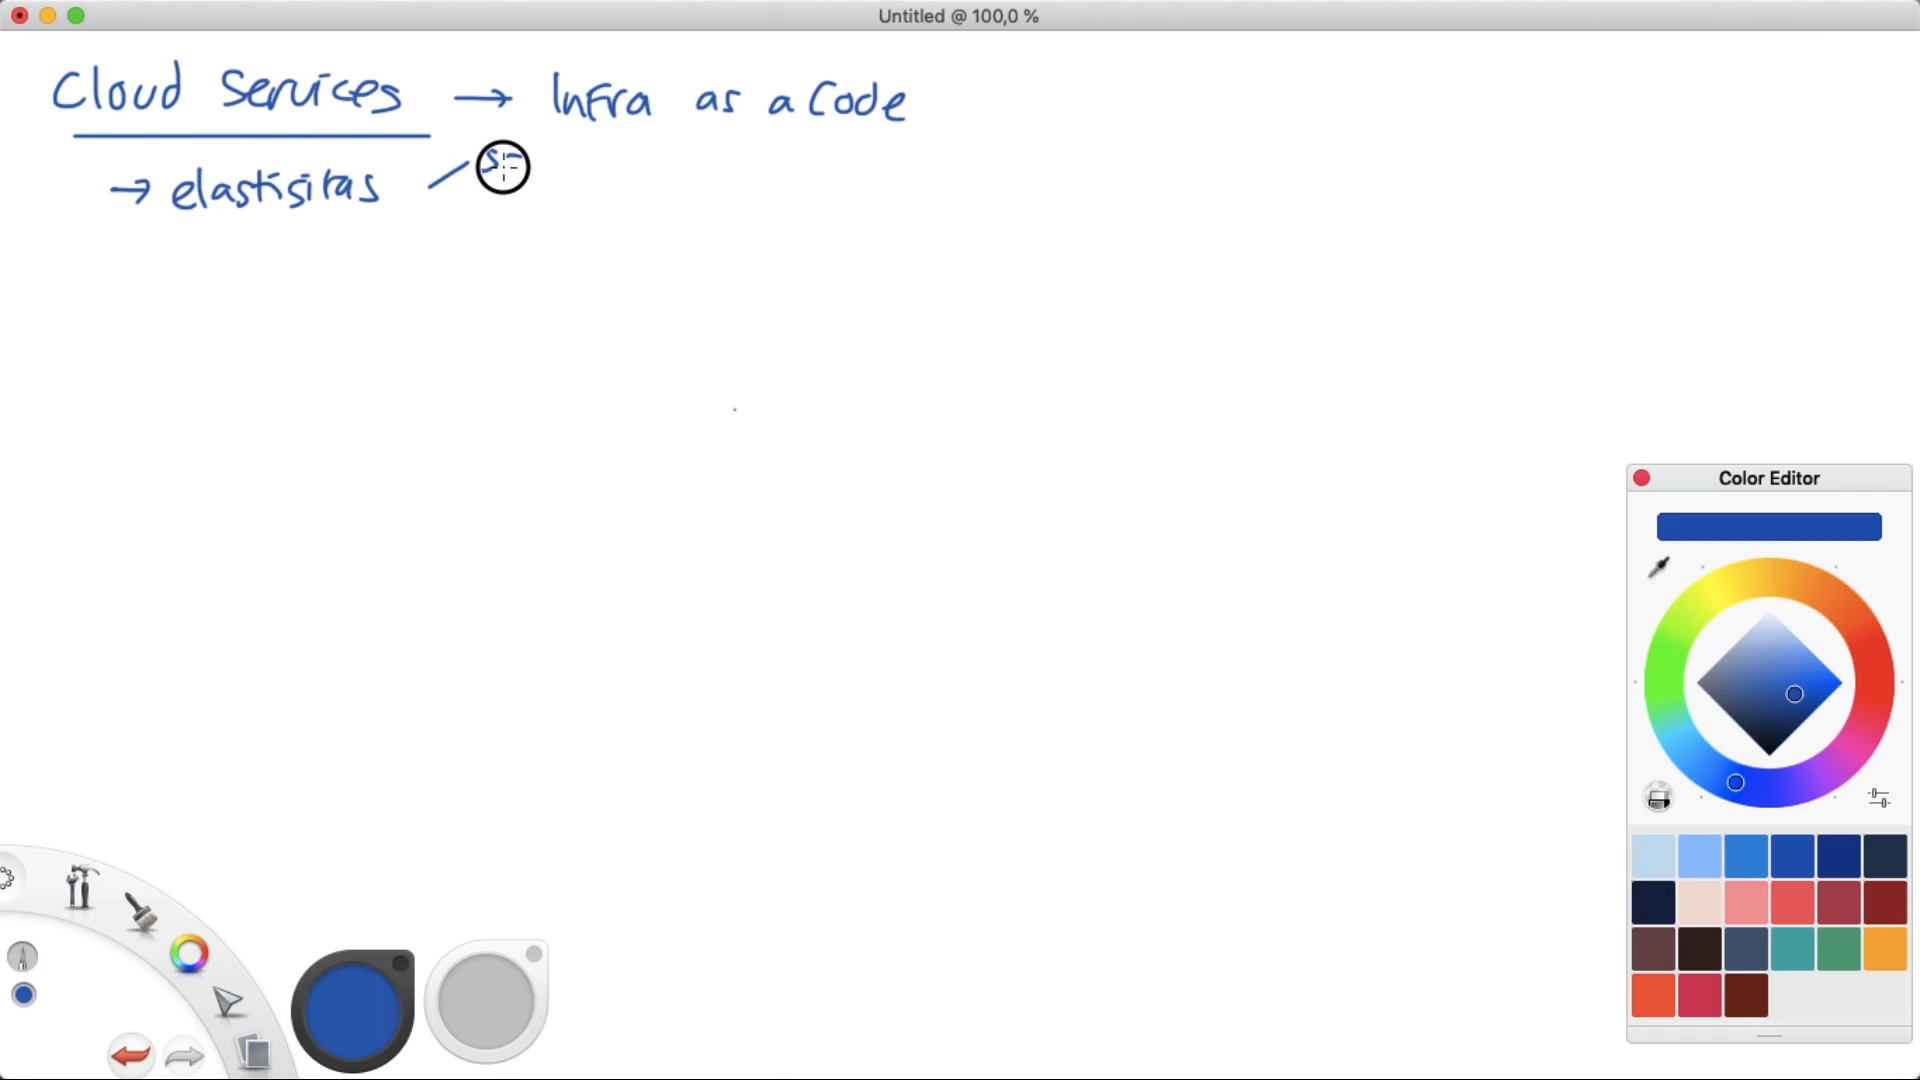 Untitled @ 100,0 %
Cloud Services → Infra as a Code
→ elastisitas
Color Editor